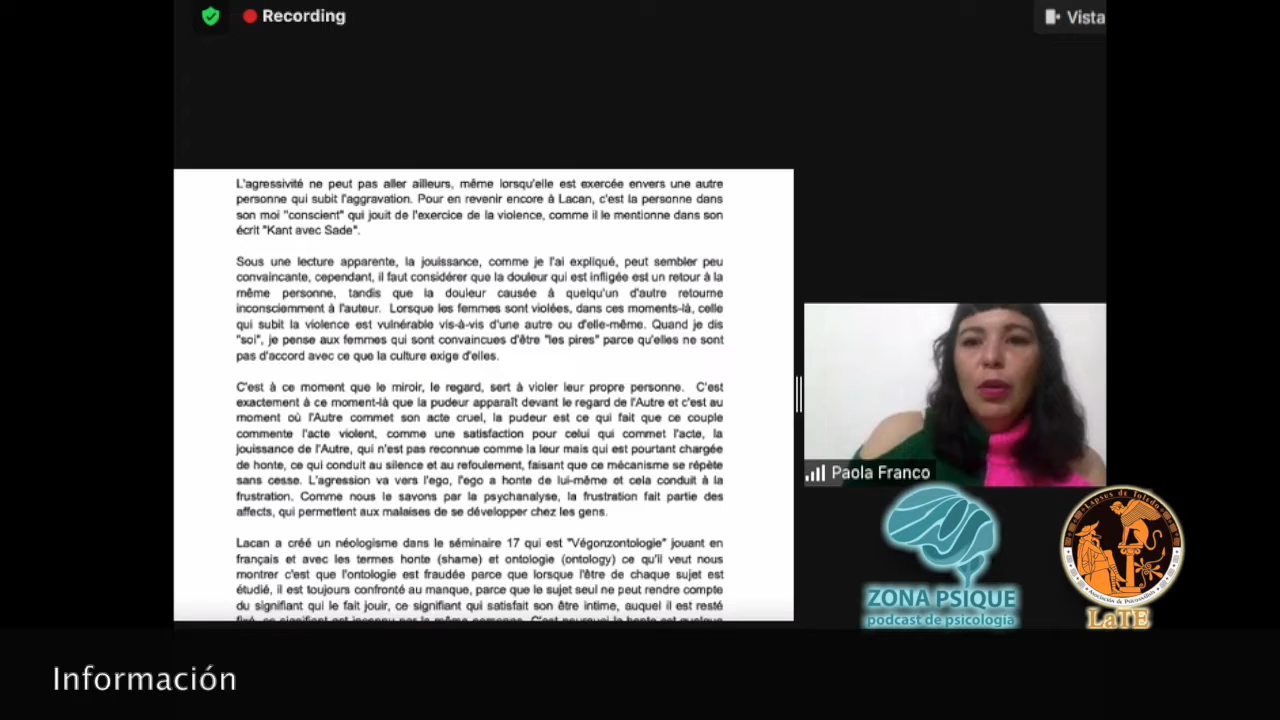 Recording
Vista
L'agressivité ne peut pas aller ailleurs, même lorsqu'elle est exercée envers une autre
personne qui subit l'aggravation. Pour en revenir encore à Lacan, c'est la personne dans
son moi "conscient" qui jouit de l'exercice de la violence, comme il le mentionne dans son
écrit "Kant avec Sade".
Sous une lecture apparente, la jouissance, comme je l'ai expliqué, peut sembler peu
convaincante, cependant, il faut considérer que la douleur qui est infligée est un retour à la
même personne, tandis que la douleur causée à quelqu'un d'autre retourne
inconsciemment à l'auteur. Lorsque les femmes sont violées, dans ces moments-là, celle
qui subit la violence est vulnérable vis-à-vis d'une autre ou d'elle-même. Quand je dis
"soi", je pense aux femmes qui sont convaincues d'être "les pires" parce qu'elles ne sont
pas d'accord avec ce que la culture exige d'elles.
C'est à ce moment que le miroir, le regard, sert à violer leur propre personne. C'est
exactement à ce moment-là que la pudeur apparaît devant le regard de l'Autre et c'est au
moment où l'Autre commet son acte cruel, la pudeur est ce qui fait que ce couple
commente l'acte violent, comme une satisfaction pour celui qui commet l'acte, la
jouissance de l'Autre, qui n'est pas reconnue comme la leur mais qui est pourtant chargée
de honte, ce qui conduit au silence et au refoulement, faisant que ce mécanisme se répète
sans cesse. L'agression va vers l'ego, l'ego a honte de lui-même et cela conduit à la
frustration. Comme nous le savons par la psychanalyse, la frustration fait partie des
affects, qui permettent aux malaises de se développer chez les gens.
Lacan a créé un néologisme dans le séminaire 17 qui est "Végonzontologie" jouant en
français et avec les termes honte (shame) et ontologie (ontology) ce qu'il veut nous
montrer c'est que l'ontologie est fraudée parce que lorsque l'être de chaque sujet est
étudié, il est toujours confronté au manque, parce que le sujet seul ne peut rendre compte
du signifiant qui le fait jouir, ce signifiant qui satisfait son être intime, auquel il est resté
Paola Franco
ZONA PSIQUE
podcast de psicología
Lapsus de Toledo
Asociación de Psicoanálisis
LaTE
Información